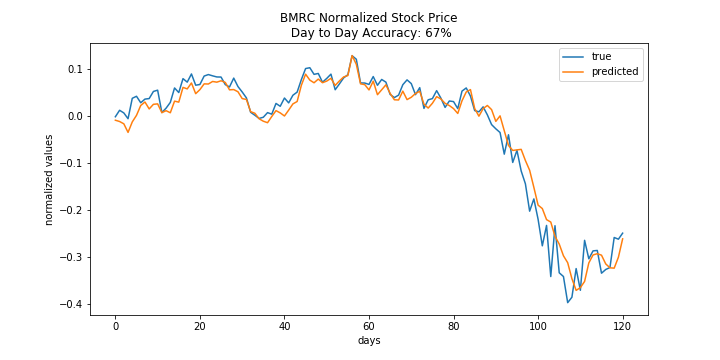 BMRC Normalized Stock Price
Day to Day Accuracy: 67%
true
predicted
normalized values
0.1
0.0
−0.1
−0.2
−0.3
−0.4
0 20 40 60 80 100 120
days